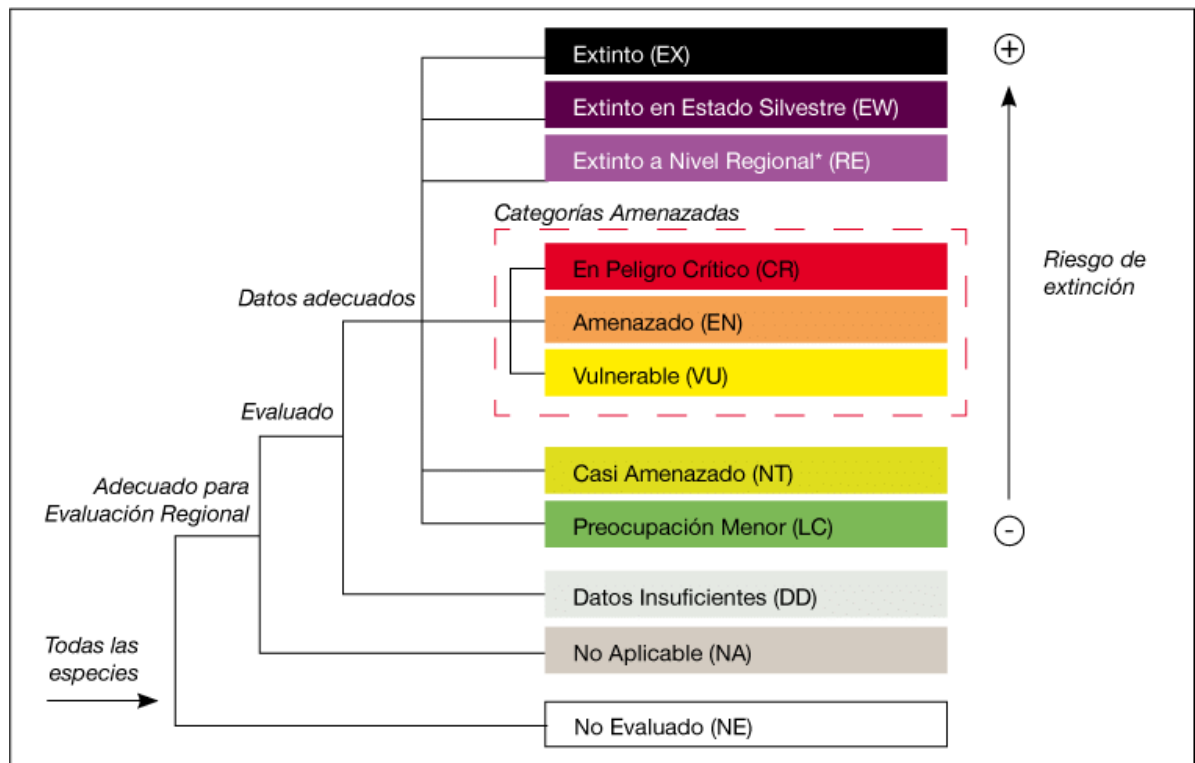 Extinto (EX)
+
Extinto en Estado Silvestre (EW)
Extinto a Nivel Regional* (RE)
Categorías Amenazadas
En Peligro Crítico (CR)
Riesgo de
extinción
Datos adecuados
Amenazado (EN)
Vulnerable (VU)
Evaluado
Casi Amenazado (NT)
Adecuado para
Evaluación Regional
Preocupación Menor (LC)
-
Datos Insuficientes (DD)
Todas las
especies
No Aplicable (NA)
No Evaluado (NE)